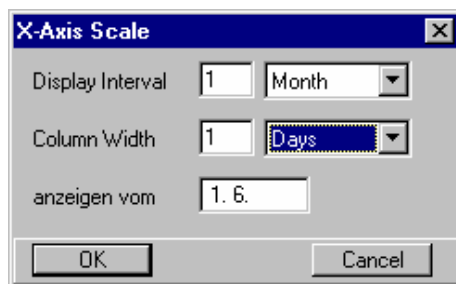 X-Axis Scale
Display Interval 1 Month
Column Width 1 Days
anzeigen vom 1. 6.
OK Cancel